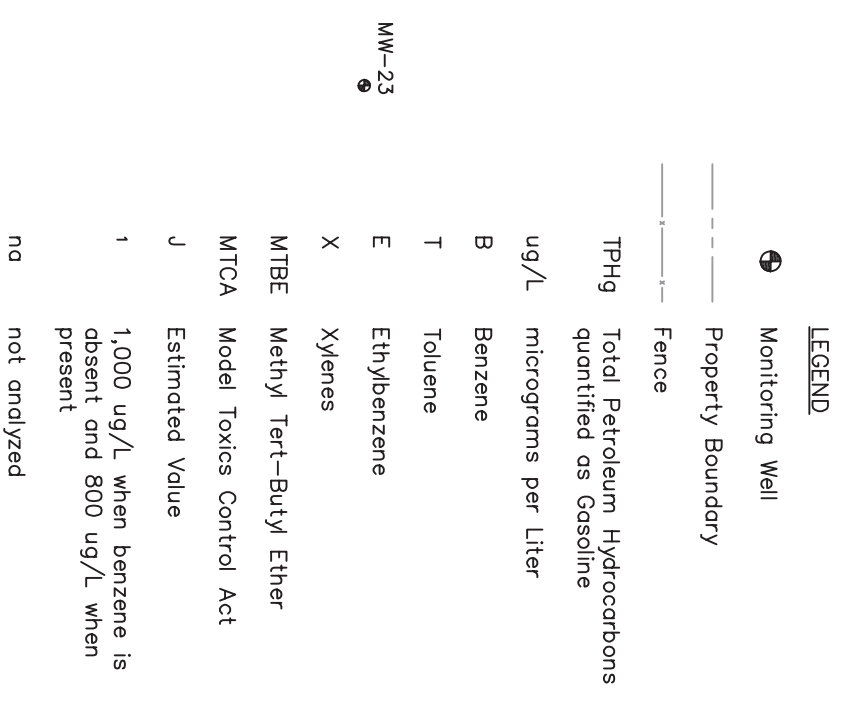 LEGEND
Monitoring Well
Property Boundary
Fence
TPHg Total Petroleum Hydrocarbons
quantified as Gasoline
ug/L micrograms per Liter
B Benzene
T Toluene
E Ethylbenzene
X Xylenes
MTBE Methyl Tert-Butyl Ether
MTCA Model Toxics Control Act
J Estimated Value
1 1,000 ug/L when benzene is
absent and 800 ug/L when
present
na not analyzed
MW-23